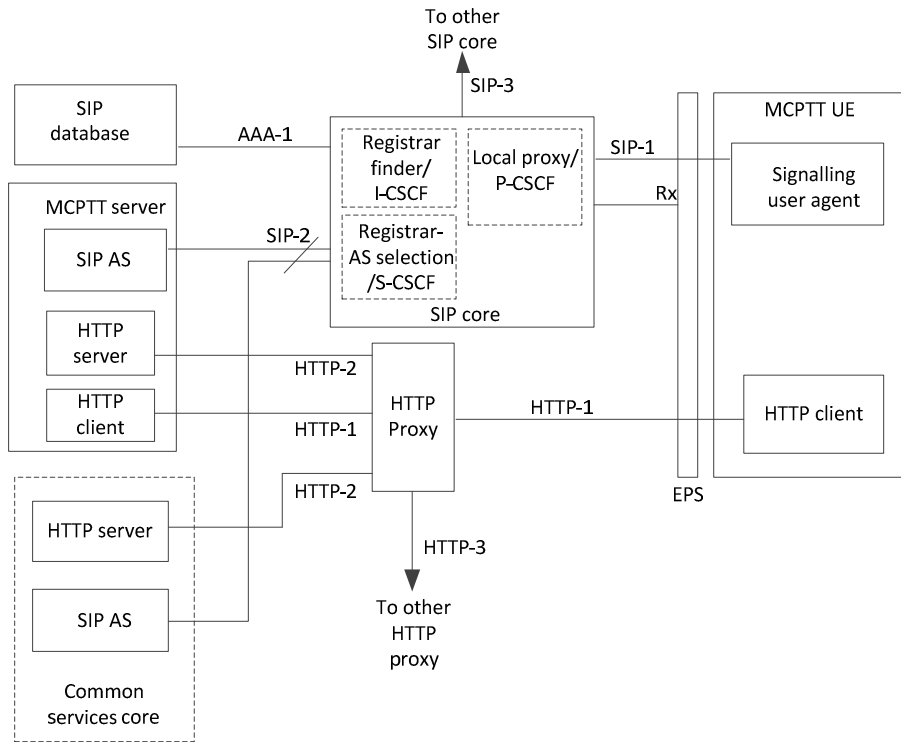 To other
SIP core
SIP-3
SIP
database
AAA-1
Registrar
finder/
I-CSCF
Local proxy/
P-CSCF
SIP-1
Rx
MCPTT UE
Signalling
user agent
MCPTT server
SIP AS
SIP-2
Registrar-
AS selection
/S-CSCF
SIP core
HTTP
server
HTTP-2
HTTP
client
HTTP-1
HTTP
Proxy
HTTP-1
HTTP client
HTTP-2
EPS
HTTP server
HTTP-3
SIP AS
To other
HTTP
proxy
Common
services core